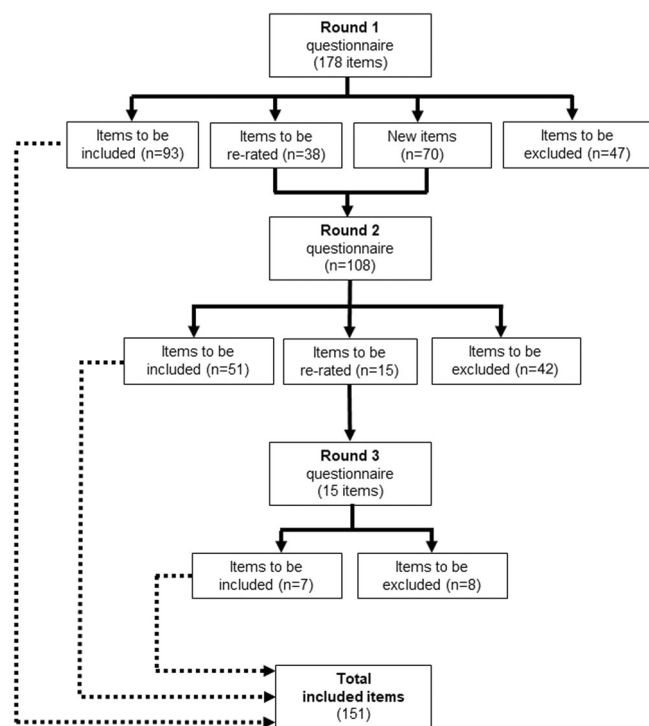 Round 1
questionnaire
(178 items)
Items to be
included (n=93)
Items to be
re-rated (n=38)
New items
(n=70)
Items to be
excluded (n=47)
Round 2
questionnaire
(n=108)
Items to be
included (n=51)
Items to be
re-rated (n=15)
Items to be
excluded (n=42)
Round 3
questionnaire
(15 items)
Items to be
included (n=7)
Items to be
excluded (n=8)
Total
included items
(151)